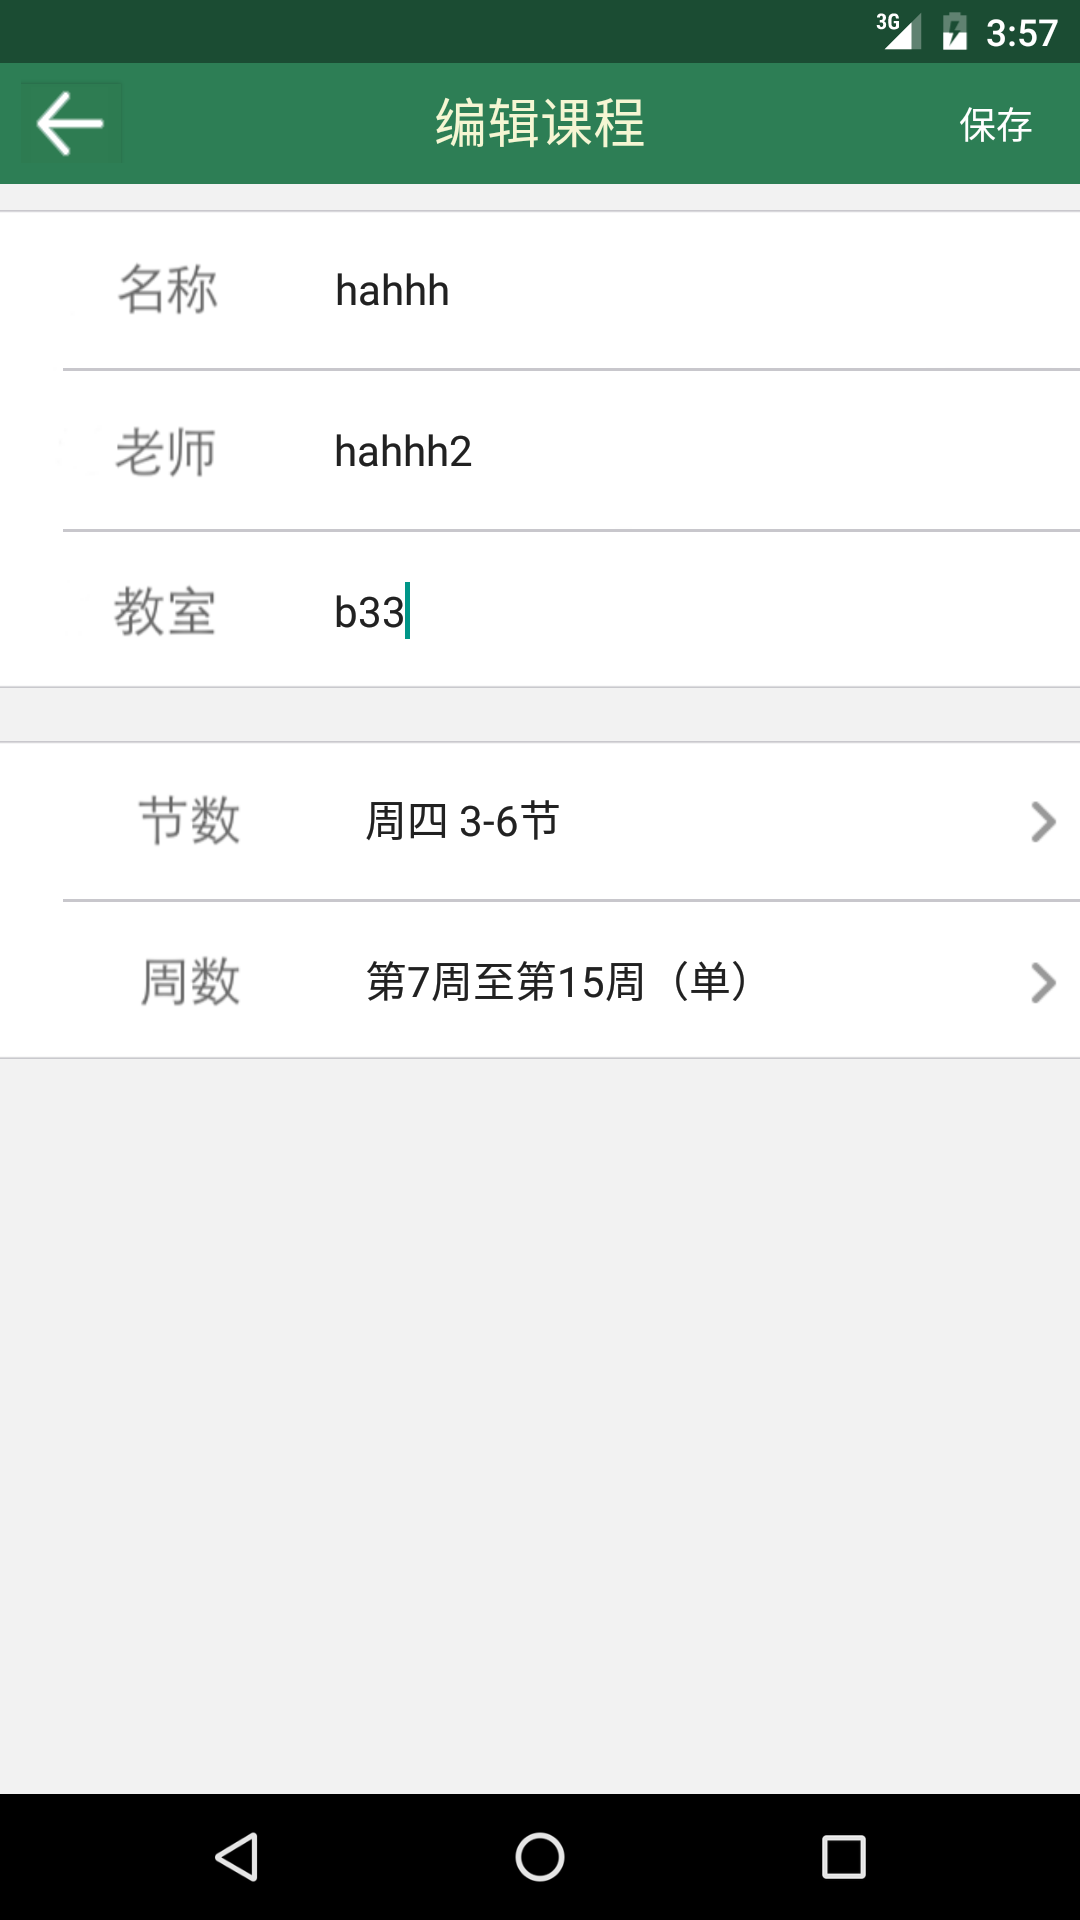 3G 3:57
编辑课程 保存
名称 hahhh
老师 hahhh2
教室 b33
节数 周四 3-6节
周数 第7周至第15周（单）